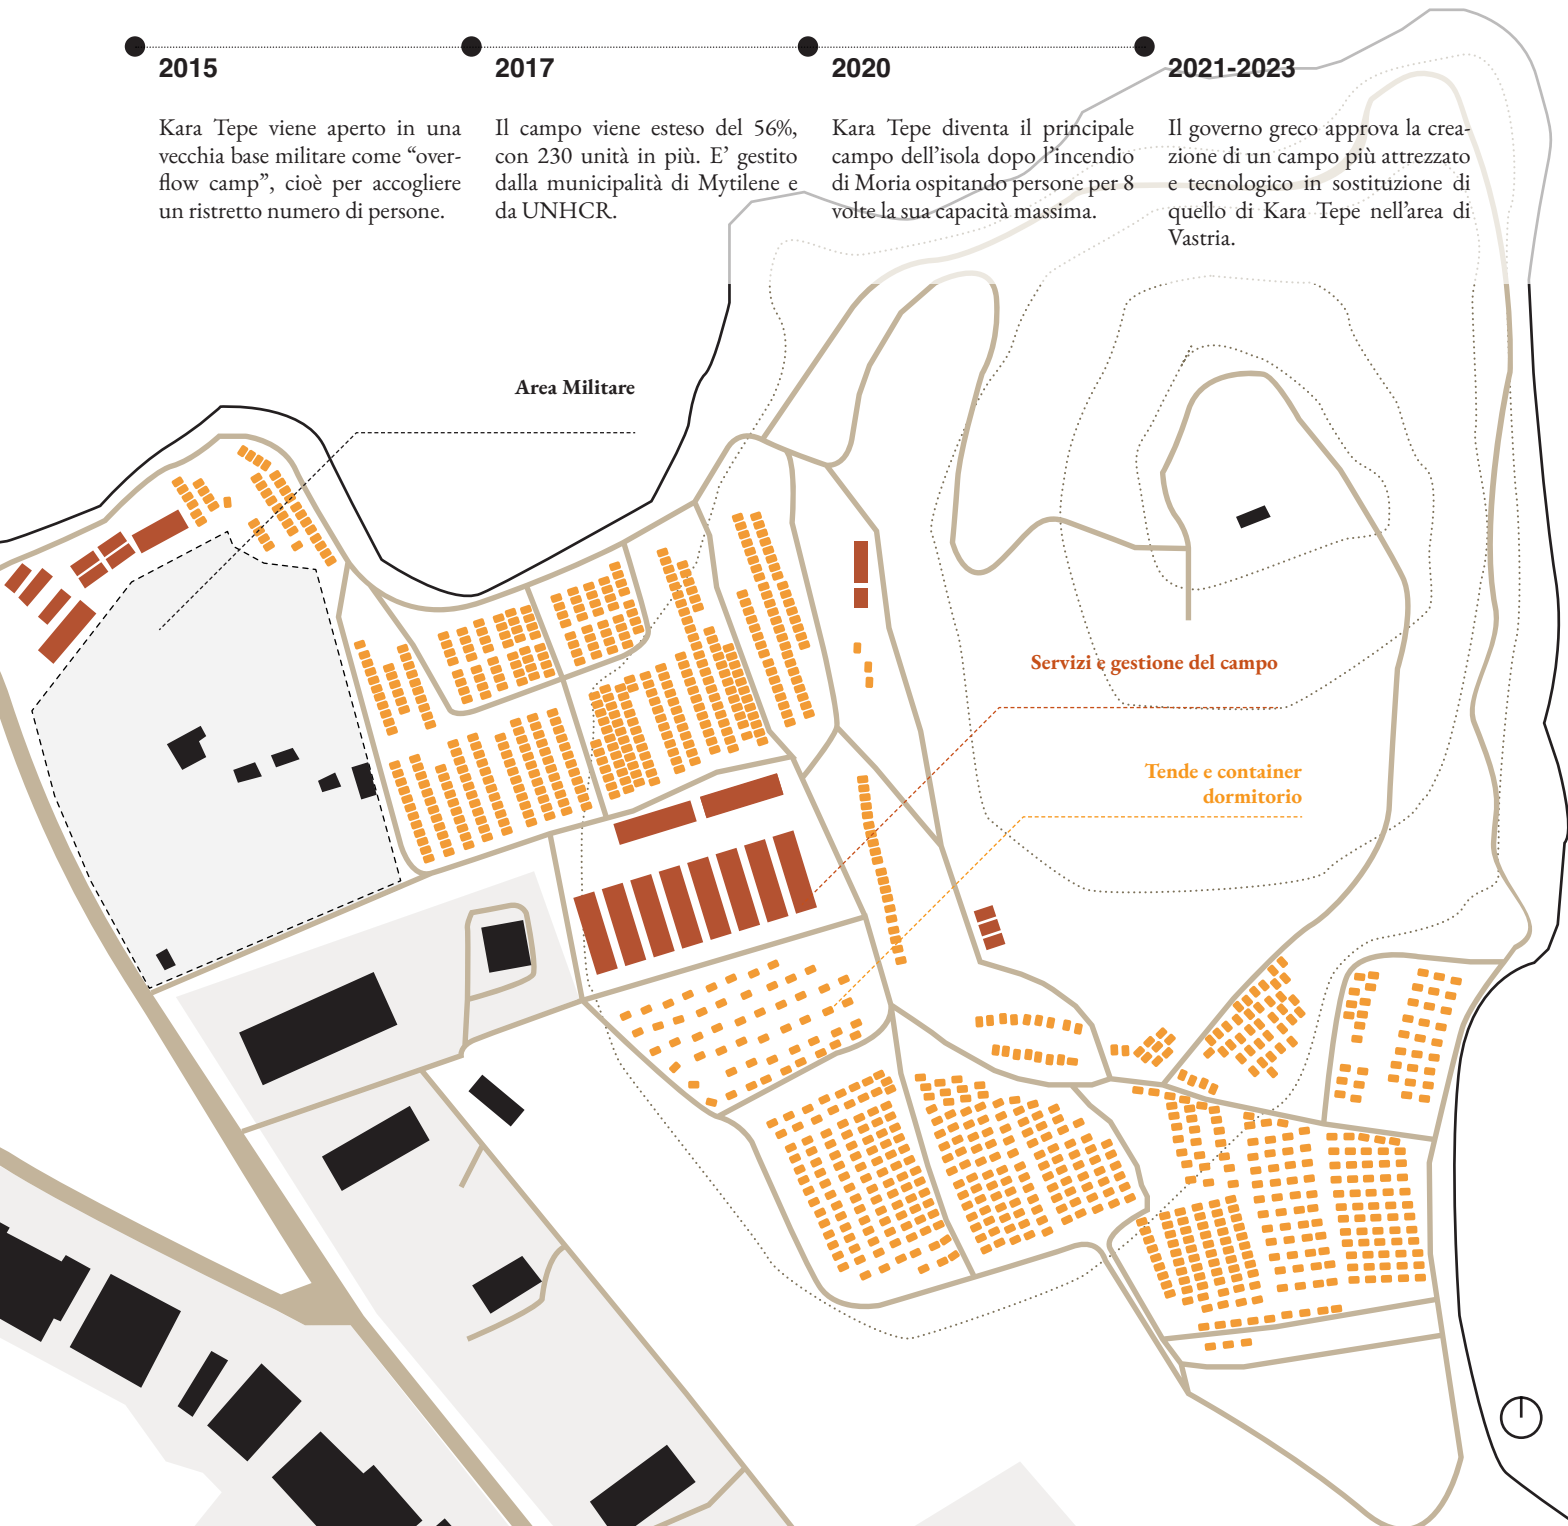 2015
Kara Tepe viene aperto in una
vecchia base militare come “over-
flow camp”, cioè per accogliere
un ristretto numero di persone.
2017
Il campo viene esteso del 56%,
con 230 unità in più. E’ gestito
dalla municipalità di Mytilene e
da UNHCR.
2020
Kara Tepe diventa il principale
campo dell’isola dopo l’incendio
di Moria ospitando persone per 8
volte la sua capacità massima.
2021-2023
Il governo greco approva la crea-
zione di un campo più attrezzato
e tecnologico in sostituzione di
quello di Kara Tepe nell’area di
Vastria.
Area Militare
Servizi e gestione del campo
Tende e container
dormitorio